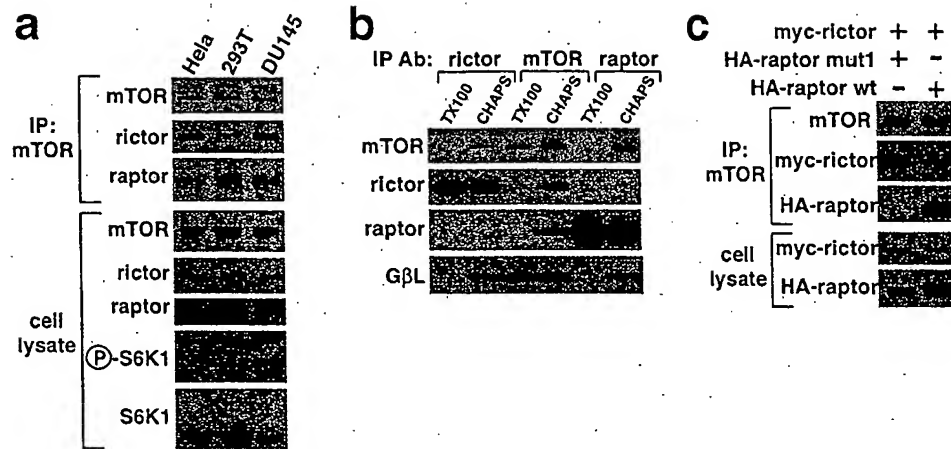 a
Hela 293T DU145
IP:
mTOR
mTOR
rictor
raptor
cell
lysate
mTOR
rictor
raptor
P-S6K1
S6K1
b
IP Ab: rictor mTOR raptor
TX100 CHAPS TX100 CHAPS TX100 CHAPS
mTOR
rictor
raptor
GβL
c
myc-rictor + +
HA-raptor mut1 + -
HA-raptor wt - +
IP:
mTOR
mTOR
myc-rictor
HA-raptor
cell
lysate
myc-rictor
HA-raptor